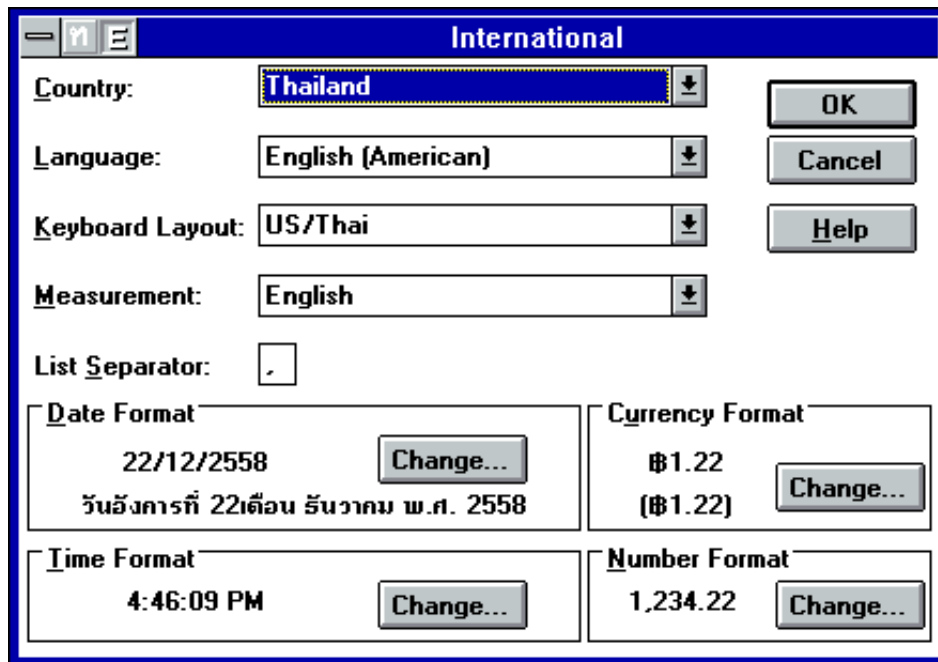 ก E International
Country: Thailand OK
Language: English (American) Cancel
Keyboard Layout: US/Thai Help
Measurement: English
List Separator: ,
Date Format
22/12/2558 Change...
วันอังคารที่ 22เดือน ธันวาคม พ.ศ. 2558
Currency Format
฿1.22
(฿1.22) Change...
Time Format
4:46:09 PM Change...
Number Format
1,234.22 Change...